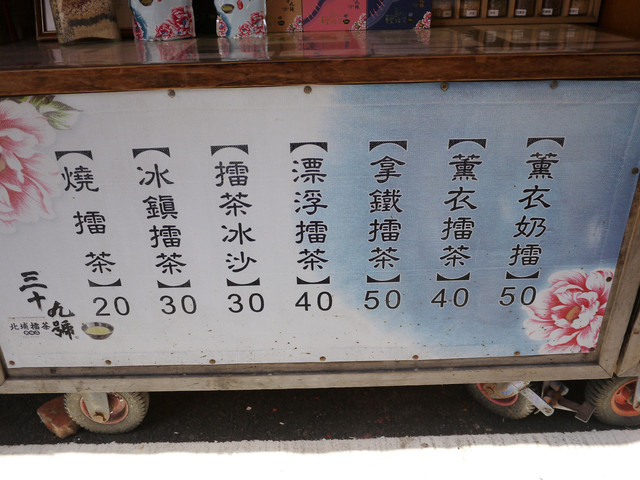 【薰衣奶擂】50
【薰衣擂茶】40
【拿鐵擂茶】50
【漂浮擂茶】40
【擂茶冰沙】30
【冰鎮擂茶】30
【燒擂茶】20
三十九號
北埔擂茶